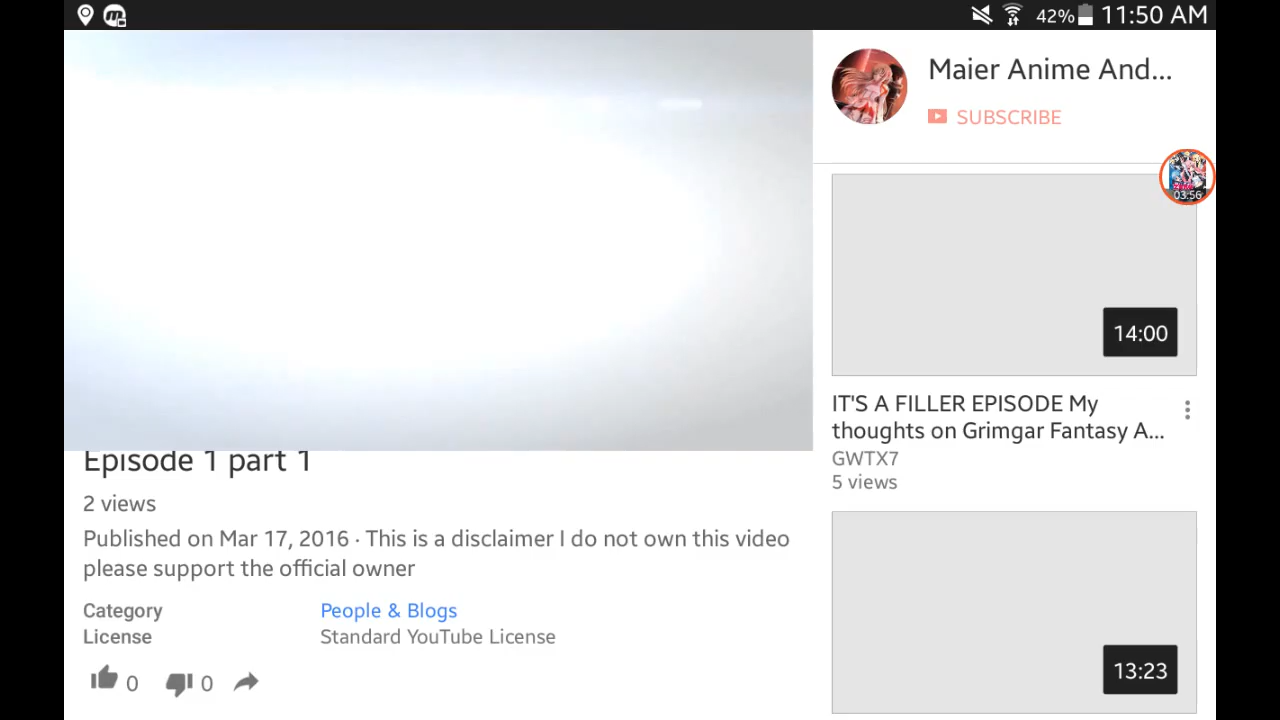 42% 11:50 AM
Maier Anime And...
SUBSCRIBE
03:56
14:00
IT'S A FILLER EPISODE My
thoughts on Grimgar Fantasy A...
GWTX7
5 views
13:23
Episode 1 part 1
2 views
Published on Mar 17, 2016 · This is a disclaimer I do not own this video
please support the official owner
Category People & Blogs
License Standard YouTube License
0 0